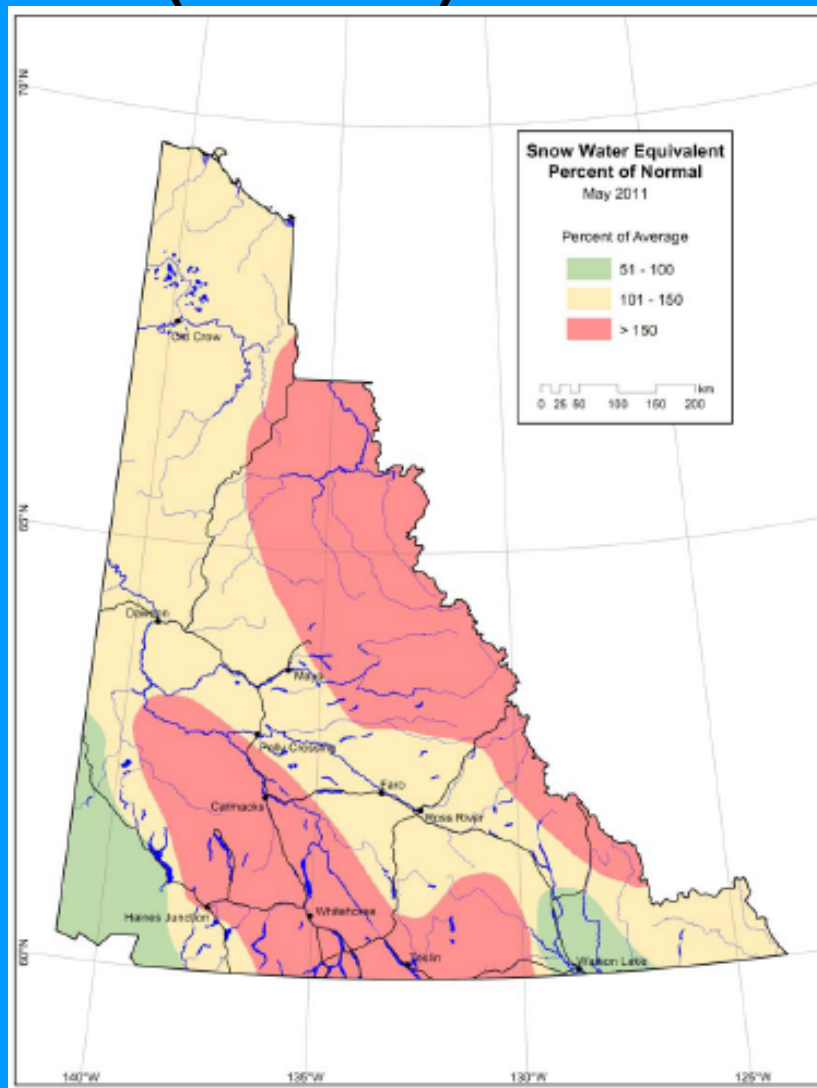 70°N
Snow Water Equivalent
Percent of Normal
May 2011
Percent of Average
51 - 100
101 - 150
> 150
km
0 25 50 100 150 200
Old Crow
65°N
Dawson
Mayo
Pelly Crossing
Faro
Carmacks
Ross River
Haines Junction
Whitehorse
60°N
Teslin
Watson Lake
140°W
135°W
130°W
125°W